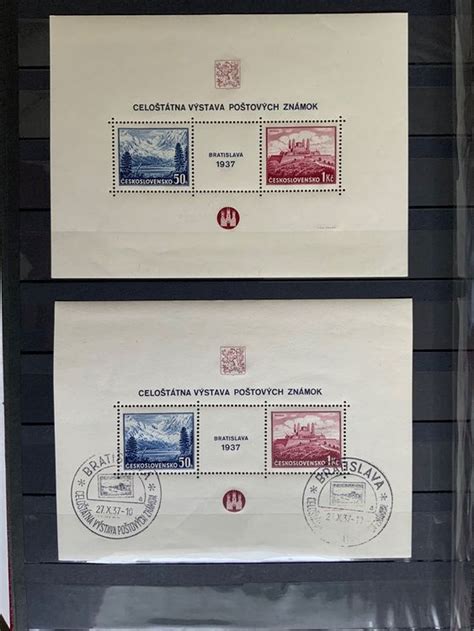 CELOŠTÁTNA VÝSTAVA POŠTOVÝCH ZNÁMOK
50h
ČESKOSLOVENSKO
BRATISLAVA
1937
1Kč
ČESKOSLOVENSKO
CELOŠTÁTNA VÝSTAVA POŠTOVÝCH ZNÁMOK
50h
ČESKOSLOVENSKO
BRATISLAVA
1937
1Kč
ČESKOSLOVENSKO
BRATISLAVA
27.X.37-10
a
CELOŠTÁTNA VÝSTAVA POŠTOVÝCH ZNÁMOK
BRATISLAVA
27.X.37-
a